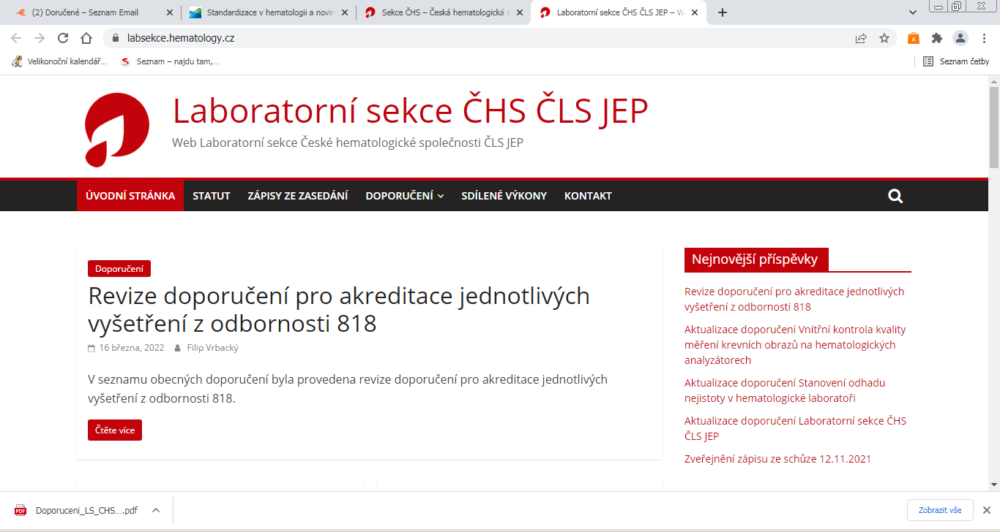 (2) Doručené – Seznam Email
Standardizace v hematologii a novin
Sekce ČHS – Česká hematologická s
Laboratorní sekce ČHS ČLS JEP – W
labsekce.hematology.cz
Velikonoční kalendář...
Seznam – najdu tam,...
Seznam četby
Laboratorní sekce ČHS ČLS JEP
Web Laboratorní sekce České hematologické společnosti ČLS JEP
ÚVODNÍ STRÁNKA STATUT ZÁPISY ZE ZASEDÁNÍ DOPORUČENÍ SDÍLENÉ VÝKONY KONTAKT
Doporučení
Revize doporučení pro akreditace jednotlivých
vyšetření z odbornosti 818
16 března, 2022 Filip Vrbacký
V seznamu obecných doporučení byla provedena revize doporučení pro akreditace jednotlivých
vyšetření z odbornosti 818.
Čtěte více
Nejnovější příspěvky
Revize doporučení pro akreditace jednotlivých
vyšetření z odbornosti 818
Aktualizace doporučení Vnitřní kontrola kvality
měření krevních obrazů na hematologických
analyzátorech
Aktualizace doporučení Stanovení odhadu
nejistoty v hematologické laboratoři
Aktualizace doporučení Laboratorní sekce ČHS
ČLS JEP
Zveřejnění zápisu ze schůze 12.11.2021
PDF
Doporuceni_LS_CHS....pdf
Zobrazit vše